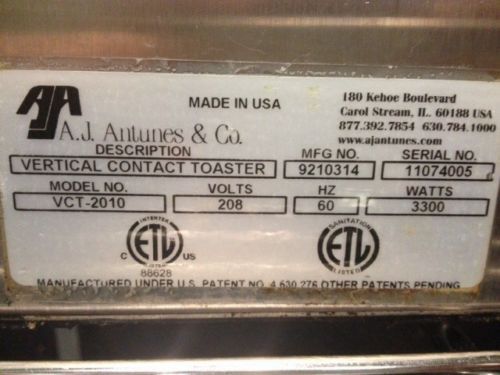 AJA
MADE IN USA
180 Kehoe Boulevard
Carol Stream, IL. 60188 USA
877.392.7854 630.784.1000
www.ajantunes.com
A.J. Antunes & Co.
DESCRIPTION MFG NO. SERIAL NO.
VERTICAL CONTACT TOASTER 9210314 11074005
MODEL NO. VOLTS HZ WATTS
VCT-2010 208 60 3300
INTERTEK SANITATION
C ETL US ETL
LISTED LISTED
88628
MANUFACTURED UNDER U.S. PATENT NO. 4,630,276 OTHER PATENTS PENDING